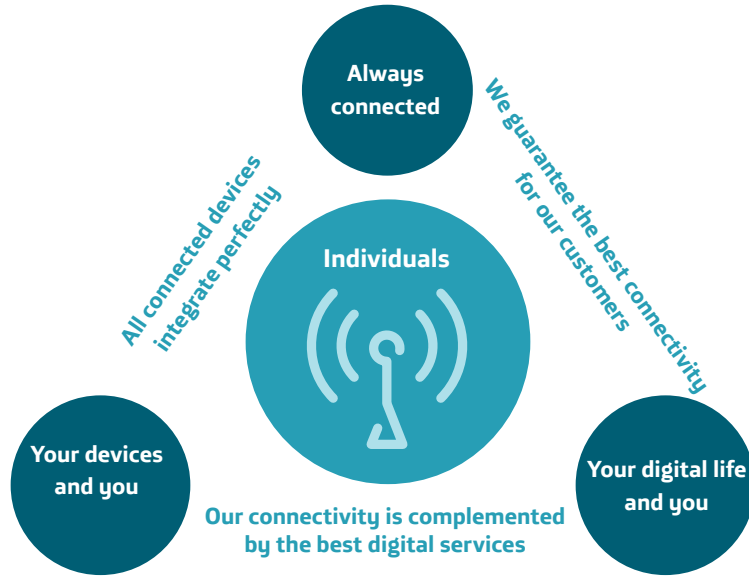 Always
connected
We guarantee the best connectivity
for our customers
All connected devices
integrate perfectly
Individuals
Your devices
and you
Your digital life
and you
Our connectivity is complemented
by the best digital services